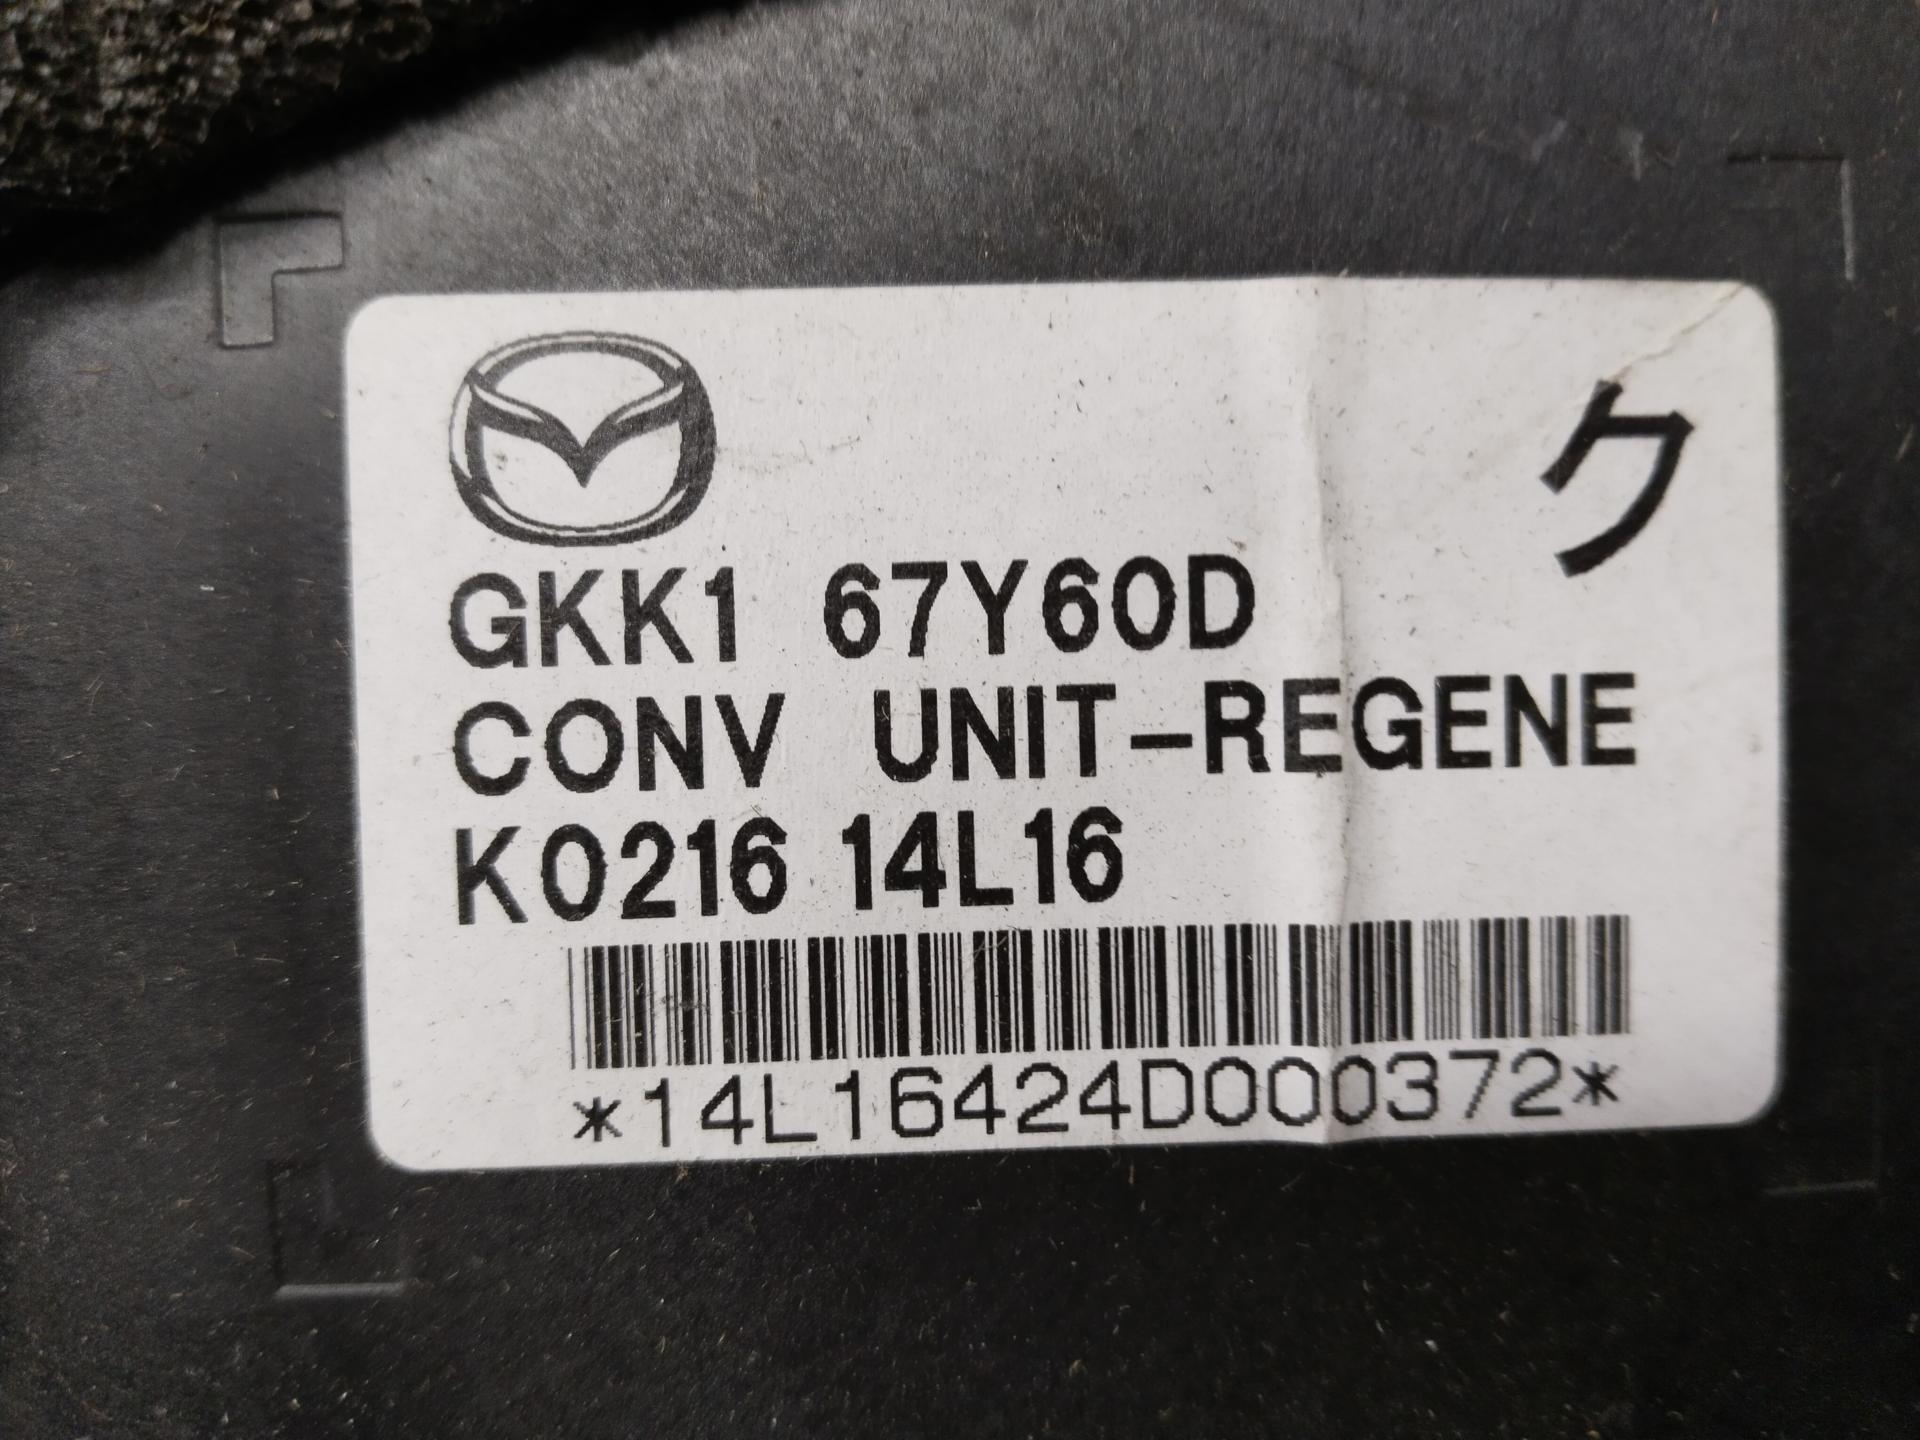 ク
GKK1 67Y60D
CONV UNIT-REGENE
K0216 14L16
*14L16424D000372*